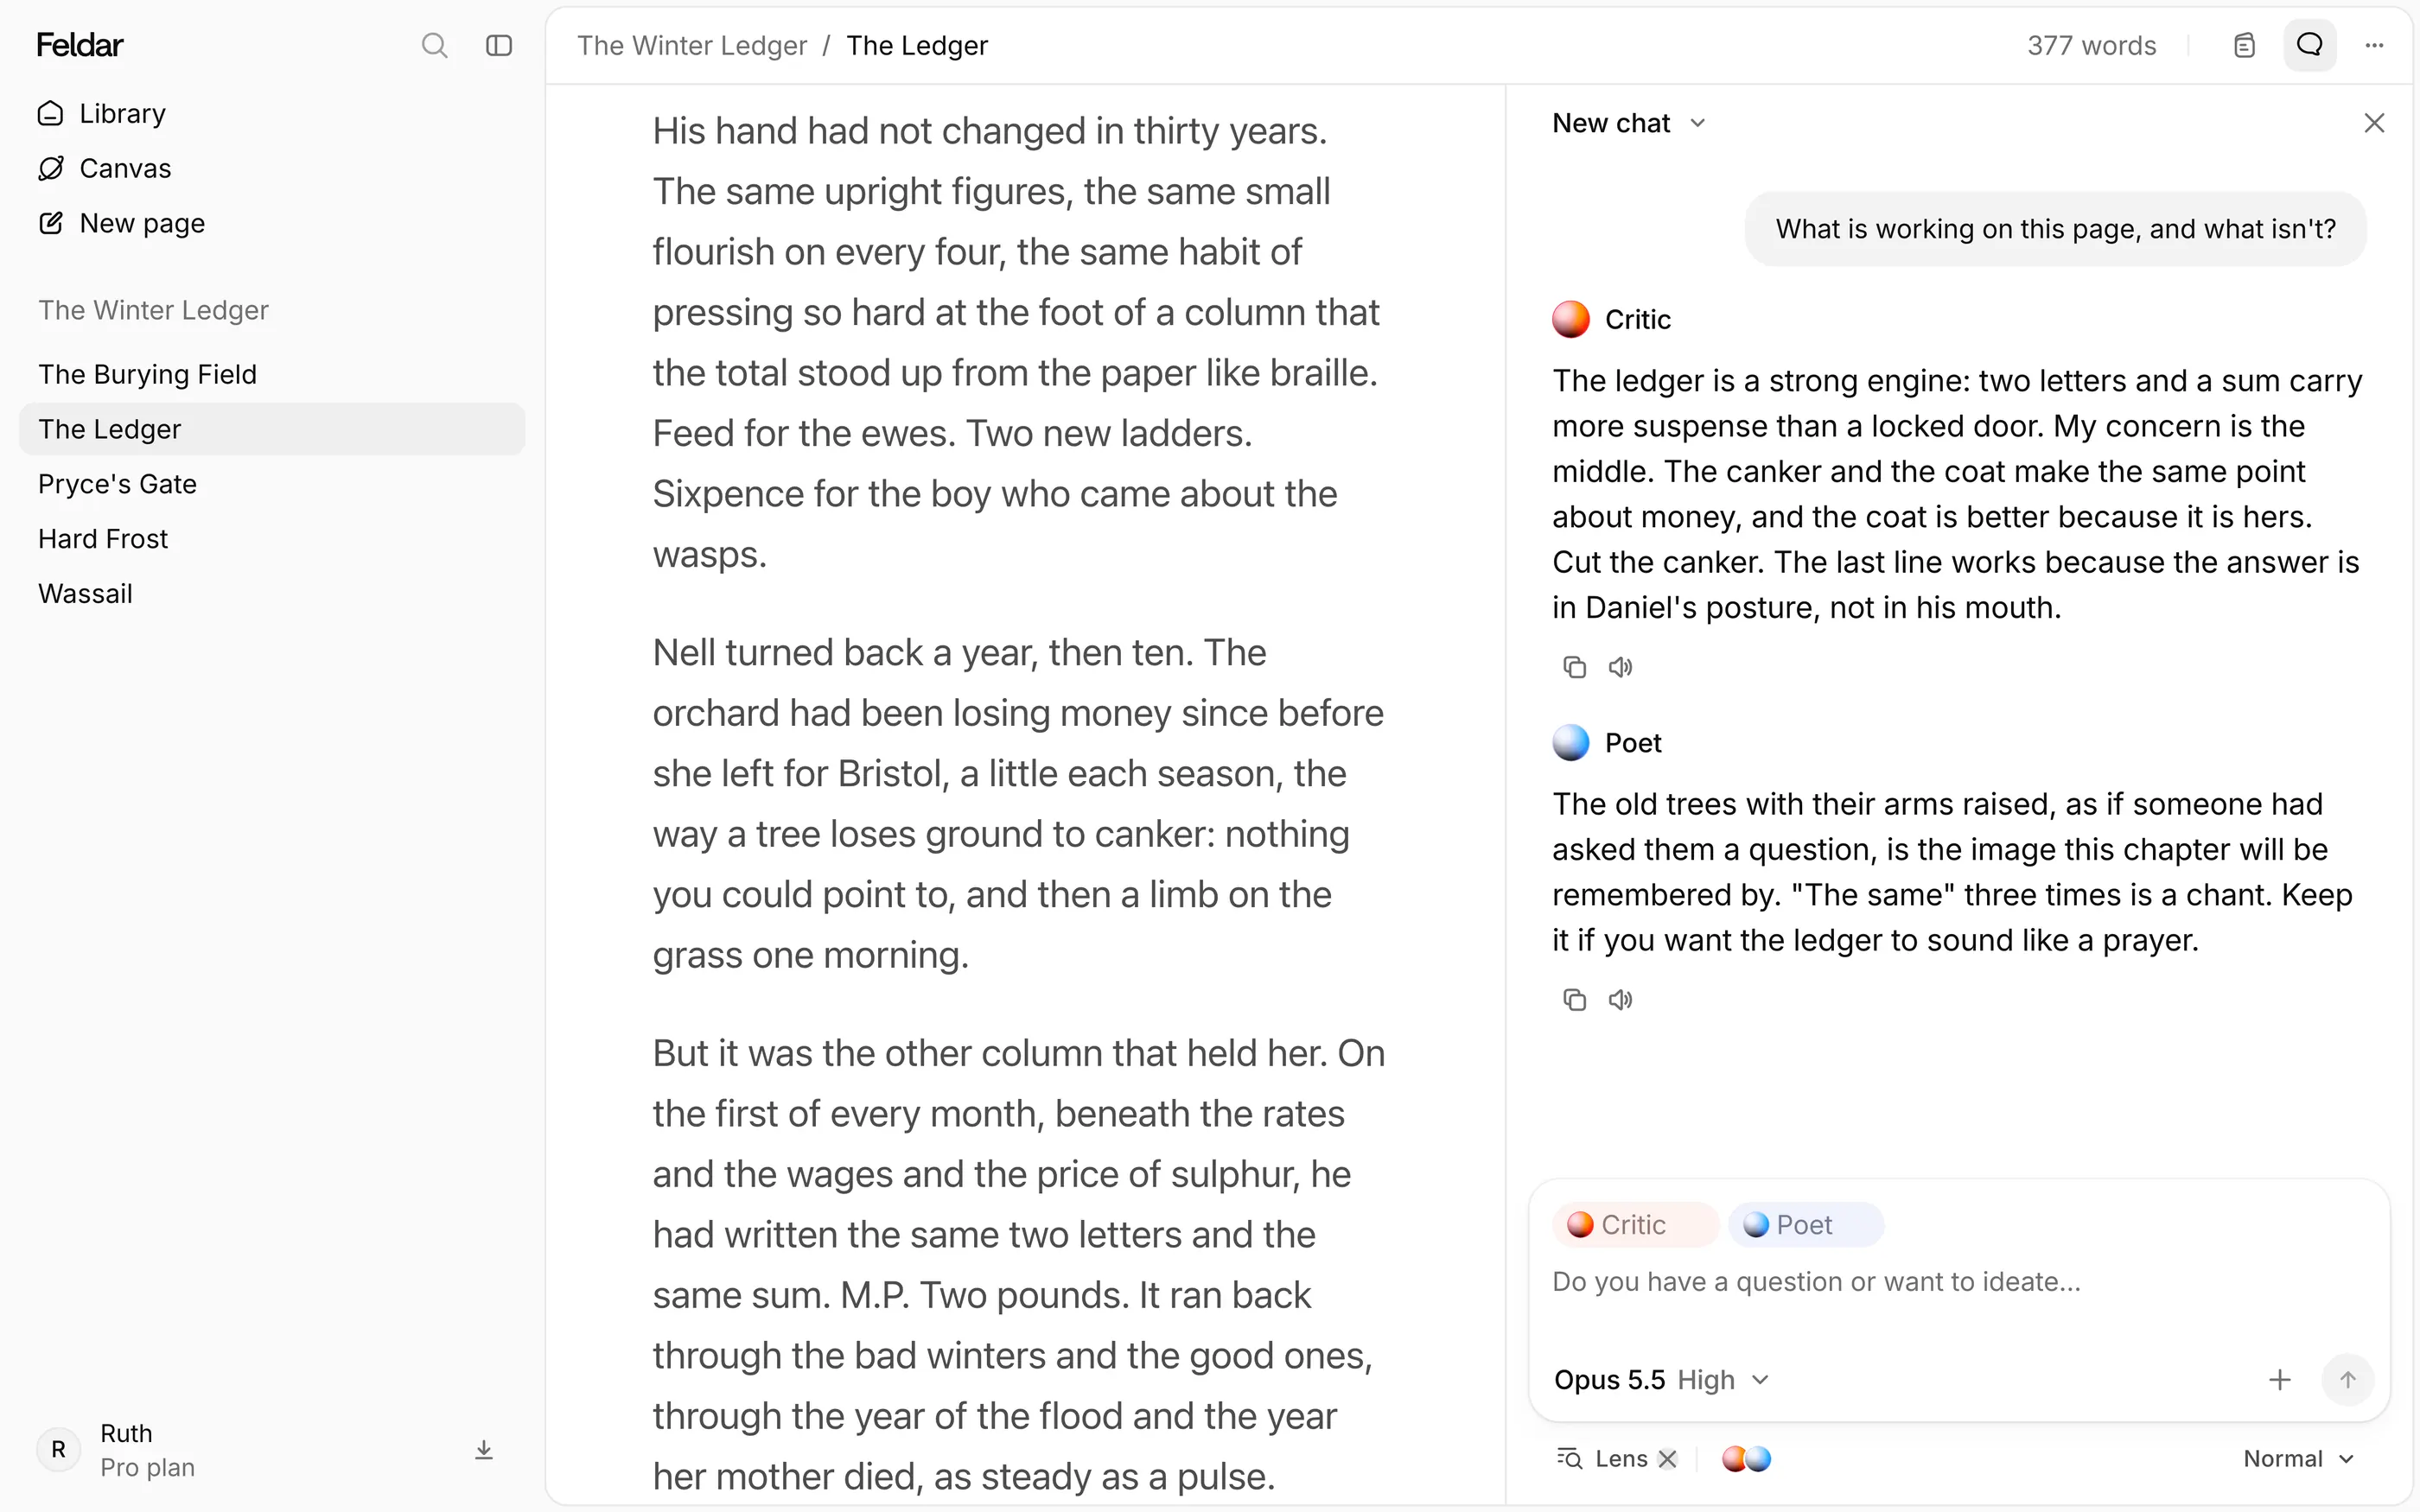 Feldar
Library
Canvas
New page
The Winter Ledger
The Burying Field
The Ledger
Pryce's Gate
Hard Frost
Wassail
R
Ruth
Pro plan
The Winter Ledger / The Ledger
377 words
His hand had not changed in thirty years.
The same upright figures, the same small
flourish on every four, the same habit of
pressing so hard at the foot of a column that
the total stood up from the paper like braille.
Feed for the ewes. Two new ladders.
Sixpence for the boy who came about the
wasps.
Nell turned back a year, then ten. The
orchard had been losing money since before
she left for Bristol, a little each season, the
way a tree loses ground to canker: nothing
you could point to, and then a limb on the
grass one morning.
But it was the other column that held her. On
the first of every month, beneath the rates
and the wages and the price of sulphur, he
had written the same two letters and the
same sum. M.P. Two pounds. It ran back
through the bad winters and the good ones,
through the year of the flood and the year
her mother died, as steady as a pulse.
New chat
What is working on this page, and what isn't?
Critic
The ledger is a strong engine: two letters and a sum carry
more suspense than a locked door. My concern is the
middle. The canker and the coat make the same point
about money, and the coat is better because it is hers.
Cut the canker. The last line works because the answer is
in Daniel's posture, not in his mouth.
Poet
The old trees with their arms raised, as if someone had
asked them a question, is the image this chapter will be
remembered by. "The same" three times is a chant. Keep
it if you want the ledger to sound like a prayer.
Critic Poet
Do you have a question or want to ideate...
Opus 5.5 High
Lens
Normal